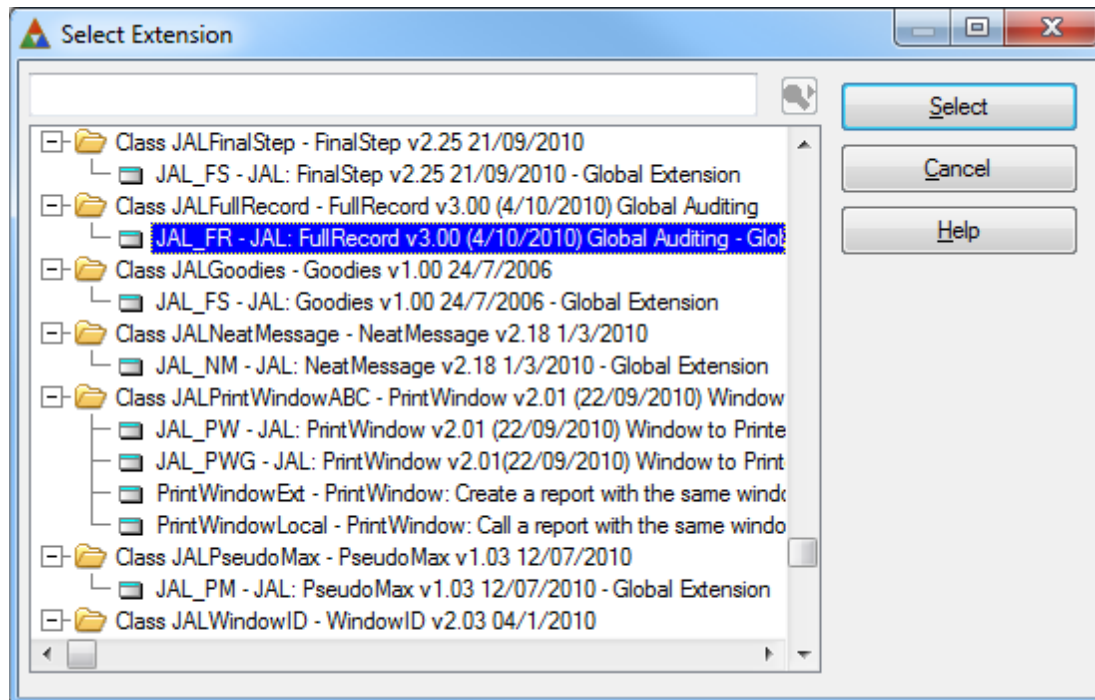 Select Extension
Select
Cancel
Help
Class JALFinalStep - FinalStep v2.25 21/09/2010
JAL_FS - JAL: FinalStep v2.25 21/09/2010 - Global Extension
Class JALFullRecord - FullRecord v3.00 (4/10/2010) Global Auditing
JAL_FR - JAL: FullRecord v3.00 (4/10/2010) Global Auditing - Glob
Class JALGoodies - Goodies v1.00 24/7/2006
JAL_FS - JAL: Goodies v1.00 24/7/2006 - Global Extension
Class JALNeatMessage - NeatMessage v2.18 1/3/2010
JAL_NM - JAL: NeatMessage v2.18 1/3/2010 - Global Extension
Class JALPrintWindowABC - PrintWindow v2.01 (22/09/2010) Window
JAL_PW - JAL: PrintWindow v2.01 (22/09/2010) Window to Printe
JAL_PWG - JAL: PrintWindow v2.01(22/09/2010) Window to Print
PrintWindowExt - PrintWindow: Create a report with the same windo
PrintWindowLocal - PrintWindow: Call a report with the same windo
Class JALPseudoMax - PseudoMax v1.03 12/07/2010
JAL_PM - JAL: PseudoMax v1.03 12/07/2010 - Global Extension
Class JALWindowID - WindowID v2.03 04/1/2010